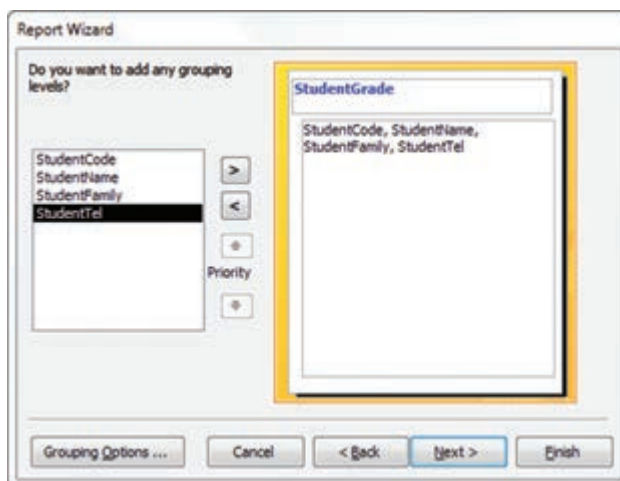 Report Wizard
Do you want to add any grouping
levels?
StudentCode
StudentName
StudentFamily
StudentTel
>
<
Priority
StudentGrade
StudentCode, StudentName,
StudentFamily, StudentTel
Grouping Options ...
Cancel
< Back
Next >
Finish